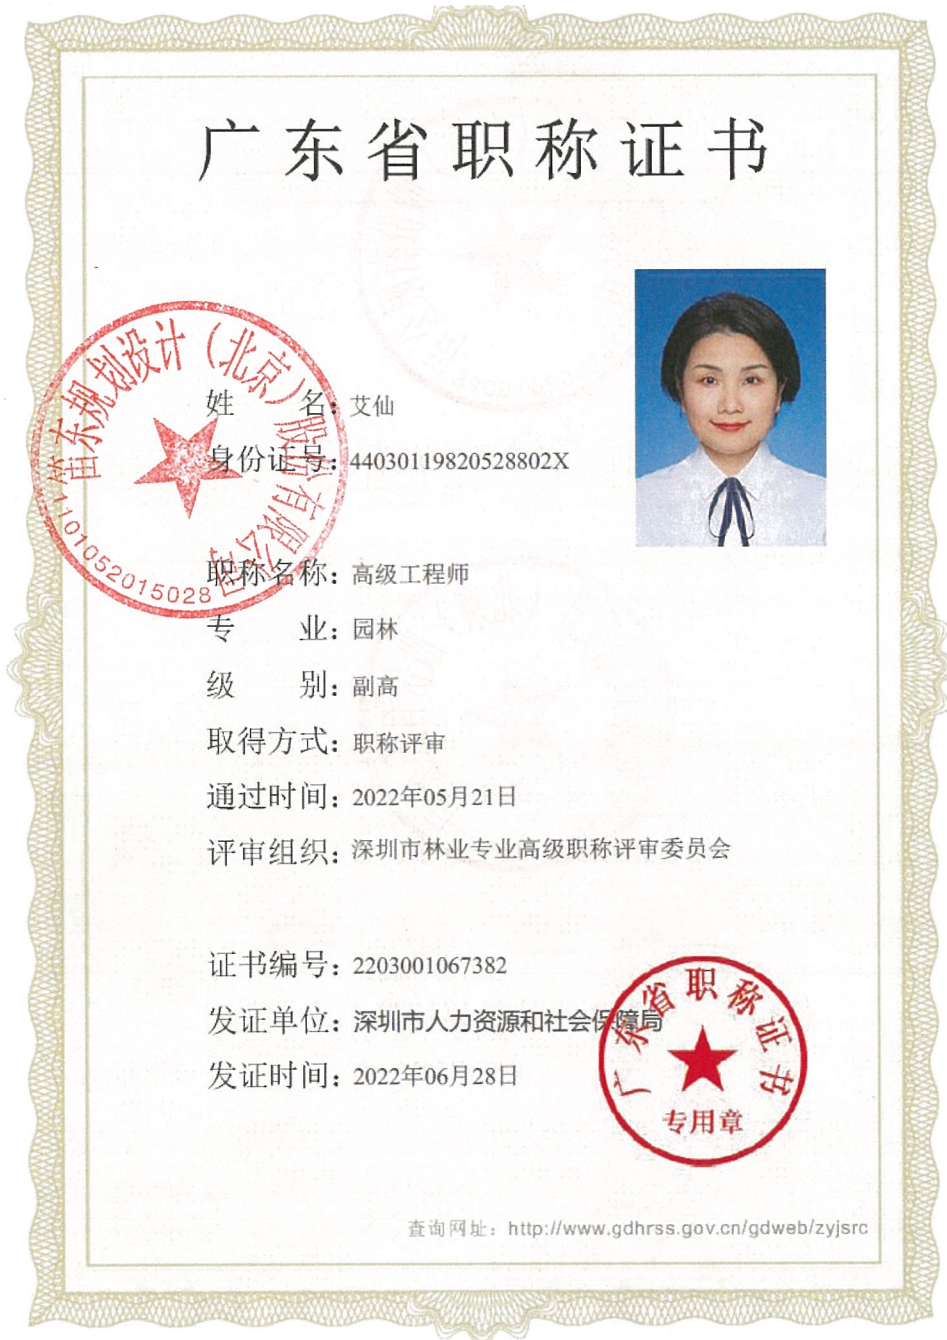 广东省职称证书
姓名：艾仙
身份证号：44030119820528802X
职称名称：高级工程师
专业：园林
级别：副高
取得方式：职称评审
通过时间：2022年05月21日
评审组织：深圳市林业专业高级职称评审委员会
证书编号：2203001067382
发证单位：深圳市人力资源和社会保障局
发证时间：2022年06月28日
广东省职称证书
专用章
规划设计（北京）股份有限公司
1101052015028
查询网址：http://www.gdhrss.gov.cn/gdweb/zyjsrc